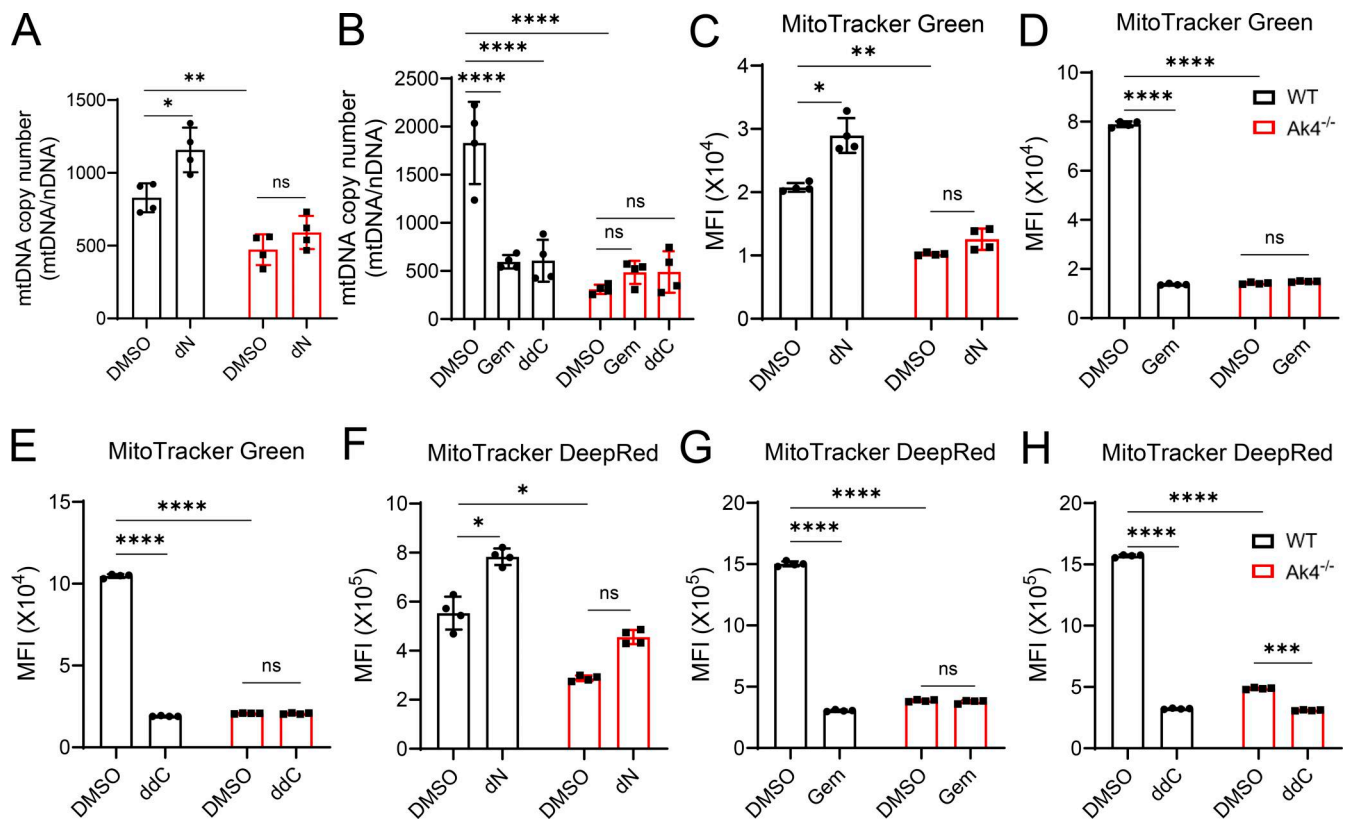 A
mtDNA copy number
(mtDNA/nDNA)
1500
1000
500
0
**
*
ns
DMSO
dN
DMSO
dN
B
mtDNA copy number
(mtDNA/nDNA)
2500
2000
1500
1000
500
0
****
****
****
ns
ns
DMSO
Gem
ddC
DMSO
Gem
ddC
C
MitoTracker Green
MFI (X10⁴)
4
3
2
1
0
**
*
ns
DMSO
dN
DMSO
dN
D
MitoTracker Green
MFI (X10⁴)
10
8
6
4
2
0
****
****
ns
WT
Ak4⁻/⁻
DMSO
Gem
DMSO
Gem
E
MitoTracker Green
MFI (X10⁴)
15
10
5
0
****
****
ns
DMSO
ddC
DMSO
ddC
F
MitoTracker DeepRed
MFI (X10⁵)
10
8
6
4
2
0
*
*
ns
DMSO
dN
DMSO
dN
G
MitoTracker DeepRed
MFI (X10⁵)
20
15
10
5
0
****
****
ns
DMSO
Gem
DMSO
Gem
H
MitoTracker DeepRed
MFI (X10⁵)
20
15
10
5
0
****
****
***
WT
Ak4⁻/⁻
DMSO
ddC
DMSO
ddC